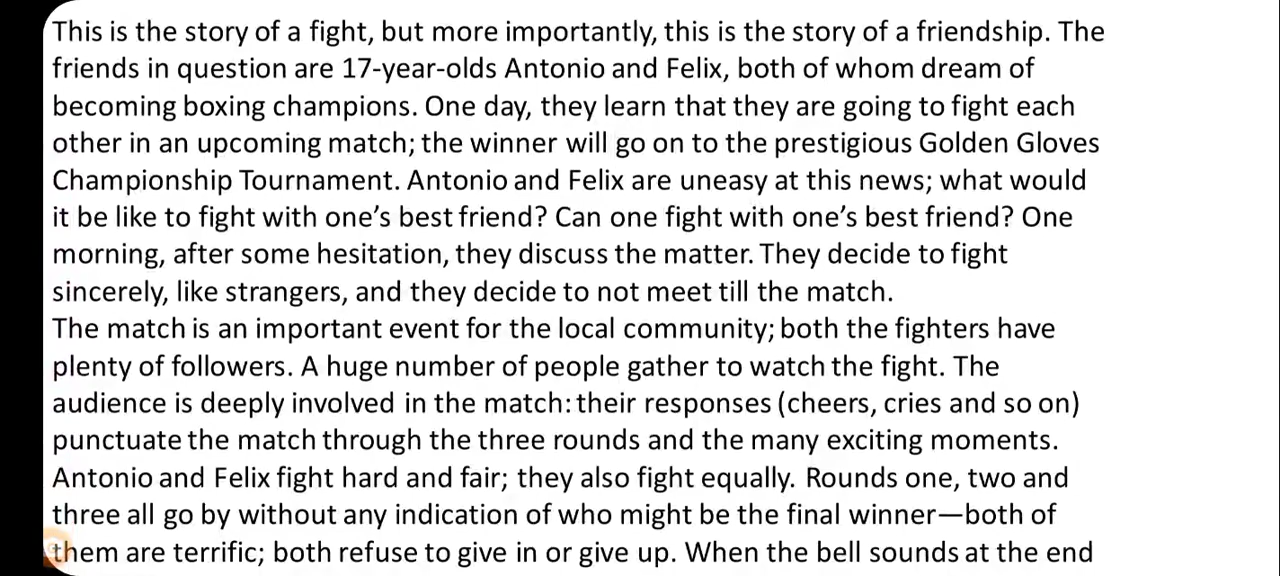 This is the story of a fight, but more importantly, this is the story of a friendship. The
friends in question are 17-year-olds Antonio and Felix, both of whom dream of
becoming boxing champions. One day, they learn that they are going to fight each
other in an upcoming match; the winner will go on to the prestigious Golden Gloves
Championship Tournament. Antonio and Felix are uneasy at this news; what would
it be like to fight with one’s best friend? Can one fight with one’s best friend? One
morning, after some hesitation, they discuss the matter. They decide to fight
sincerely, like strangers, and they decide to not meet till the match.
The match is an important event for the local community; both the fighters have
plenty of followers. A huge number of people gather to watch the fight. The
audience is deeply involved in the match: their responses (cheers, cries and so on)
punctuate the match through the three rounds and the many exciting moments.
Antonio and Felix fight hard and fair; they also fight equally. Rounds one, two and
three all go by without any indication of who might be the final winner—both of
them are terrific; both refuse to give in or give up. When the bell sounds at the end